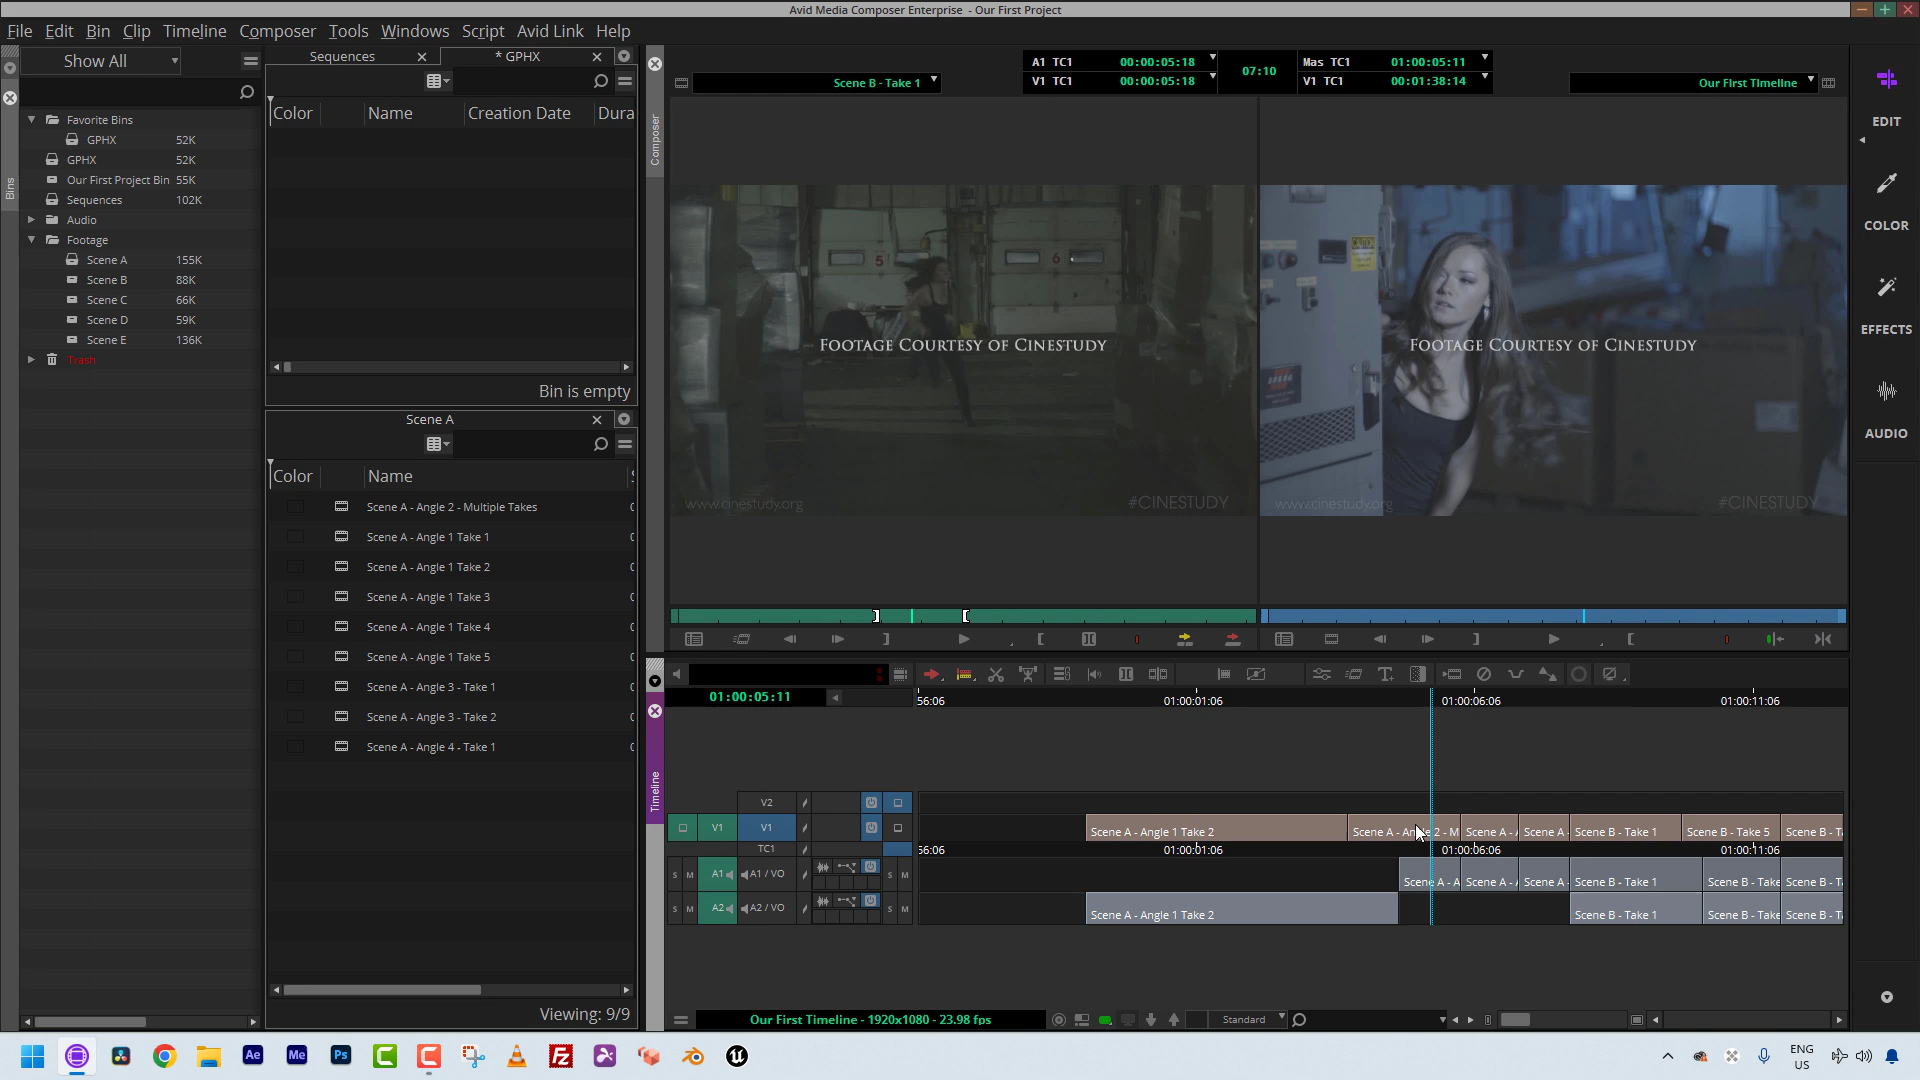 Avid Media Composer Enterprise - Our First Project
File Edit Bin Clip Timeline Composer Tools Windows Script Avid Link Help
Show All
Favorite Bins
GPHX 52K
GPHX 52K
Our First Project Bin 55K
Sequences 102K
Audio
Footage
Scene A 155K
Scene B 88K
Scene C 66K
Scene D 59K
Scene E 136K
Trash
Bins
Sequences
* GPHX
Color Name Creation Date Dura
Bin is empty
Scene A
Color Name
Scene A - Angle 2 - Multiple Takes
Scene A - Angle 1 Take 1
Scene A - Angle 1 Take 2
Scene A - Angle 1 Take 3
Scene A - Angle 1 Take 4
Scene A - Angle 1 Take 5
Scene A - Angle 3 - Take 1
Scene A - Angle 3 - Take 2
Scene A - Angle 4 - Take 1
Viewing: 9/9
Composer
Scene B - Take 1
A1 TC1 00:00:05:18
V1 TC1 00:00:05:18
07:10
Mas TC1 01:00:05:11
V1 TC1 00:01:38:14
Our First Timeline
5 6
Footage Courtesy of Cinestudy
www.cinestudy.org #CINESTUDY
CAUTION
Footage Courtesy of Cinestudy
www.cinestudy.org #CINESTUDY
EDIT
COLOR
EFFECTS
AUDIO
Timeline
01:00:05:11
56:06 01:00:01:06 01:00:06:06 01:00:11:06
V2
V1 V1 Scene A - Angle 1 Take 2 Scene A - Angle 2 - M Scene A - Scene A - Scene B - Take 1 Scene B - Take 5 Scene B - T
TC1 56:06 01:00:01:06 01:00:06:06 01:00:11:06
S M A1 A1 / VO S M Scene A - A Scene A - Scene A - Scene B - Take 1 Scene B - Take Scene B - T
S M A2 A2 / VO S M Scene A - Angle 1 Take 2 Scene B - Take 1 Scene B - Take Scene B - T
Our First Timeline - 1920x1080 - 23.98 fps
Standard
Ae Me Ps
ENG
US